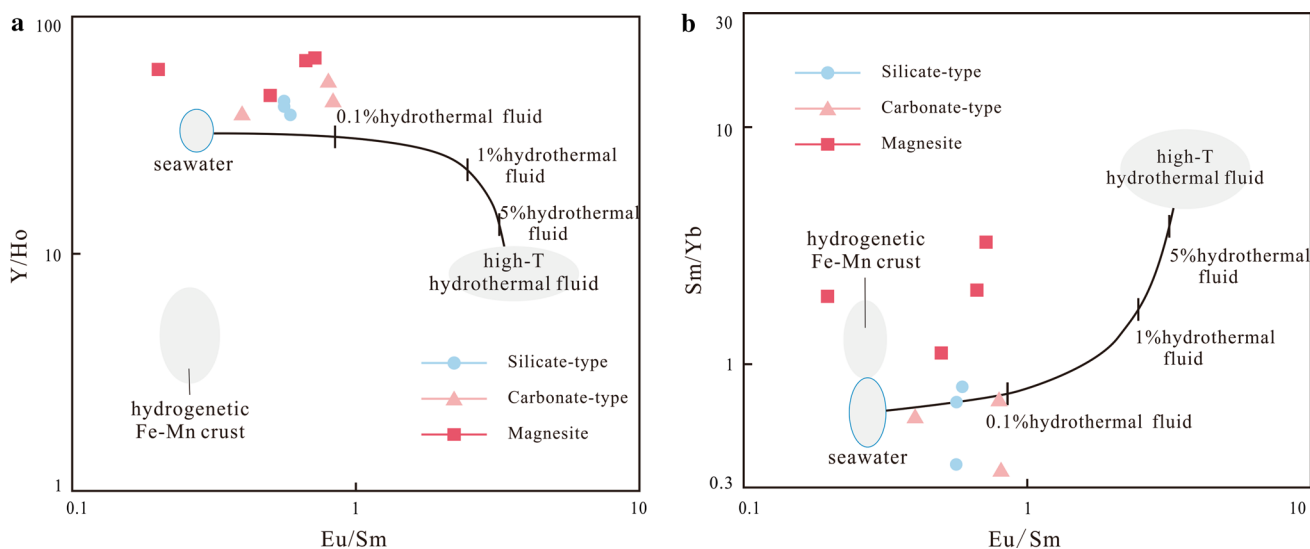 a
100
10
1
0.1
1
10
Y/Ho
Eu/Sm
seawater
0.1%hydrothermal fluid
1%hydrothermal
fluid
5%hydrothermal
fluid
high-T
hydrothermal fluid
hydrogenetic
Fe-Mn crust
Silicate-type
Carbonate-type
Magnesite
b
30
10
1
0.3
0.1
1
10
Sm/Yb
Eu/Sm
Silicate-type
Carbonate-type
Magnesite
high-T
hydrothermal fluid
hydrogenetic
Fe-Mn crust
5%hydrothermal
fluid
1%hydrothermal
fluid
0.1%hydrothermal fluid
seawater